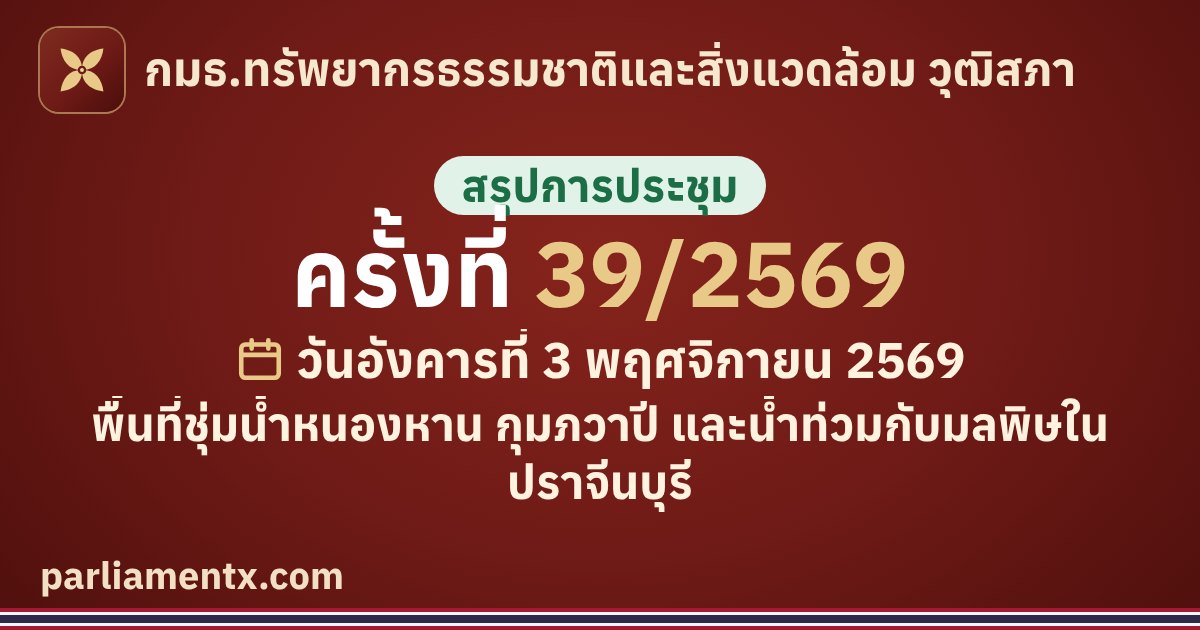 กมธ.ทรัพยากรธรรมชาติและสิ่งแวดล้อม วุฒิสภา
สรุปการประชุม
ครั้งที่ 39/2569
วันอังคารที่ 3 พฤศจิกายน 2569
พื้นที่ชุ่มน้ำหนองหาน กุมภวาปี และน้ำท่วมกับมลพิษใน
ปราจีนบุรี
parliamentx.com